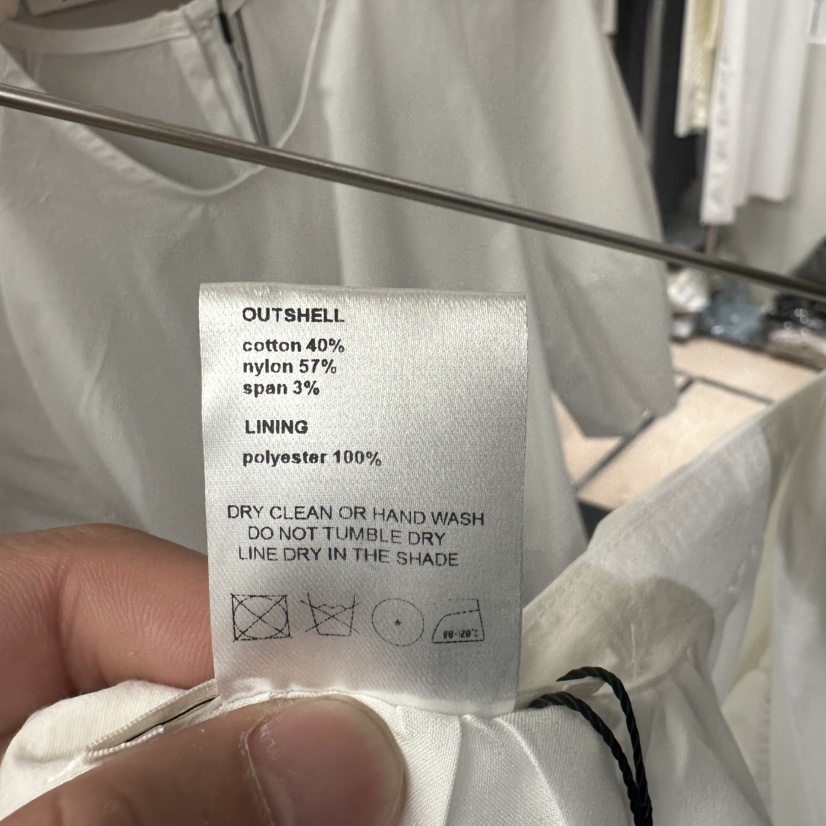 OUTSHELL
cotton 40%
nylon 57%
span 3%
LINING
polyester 100%
DRY CLEAN OR HAND WASH
DO NOT TUMBLE DRY
LINE DRY IN THE SHADE